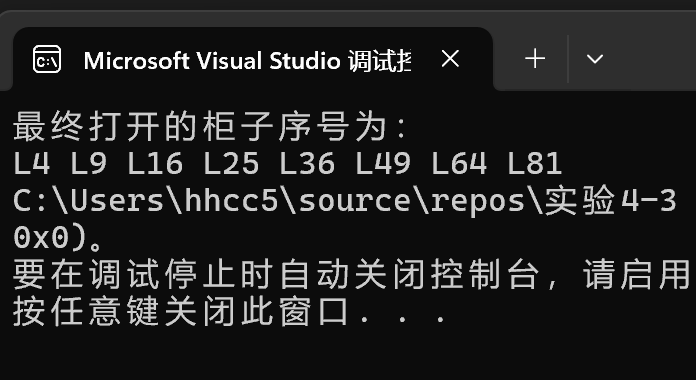 Microsoft Visual Studio 调试控
最终打开的柜子序号为:
L4 L9 L16 L25 L36 L49 L64 L81
C:\Users\hhcc5\source\repos\实验4-3
0x0)。
要在调试停止时自动关闭控制台, 请启用
按任意键关闭此窗口. . .